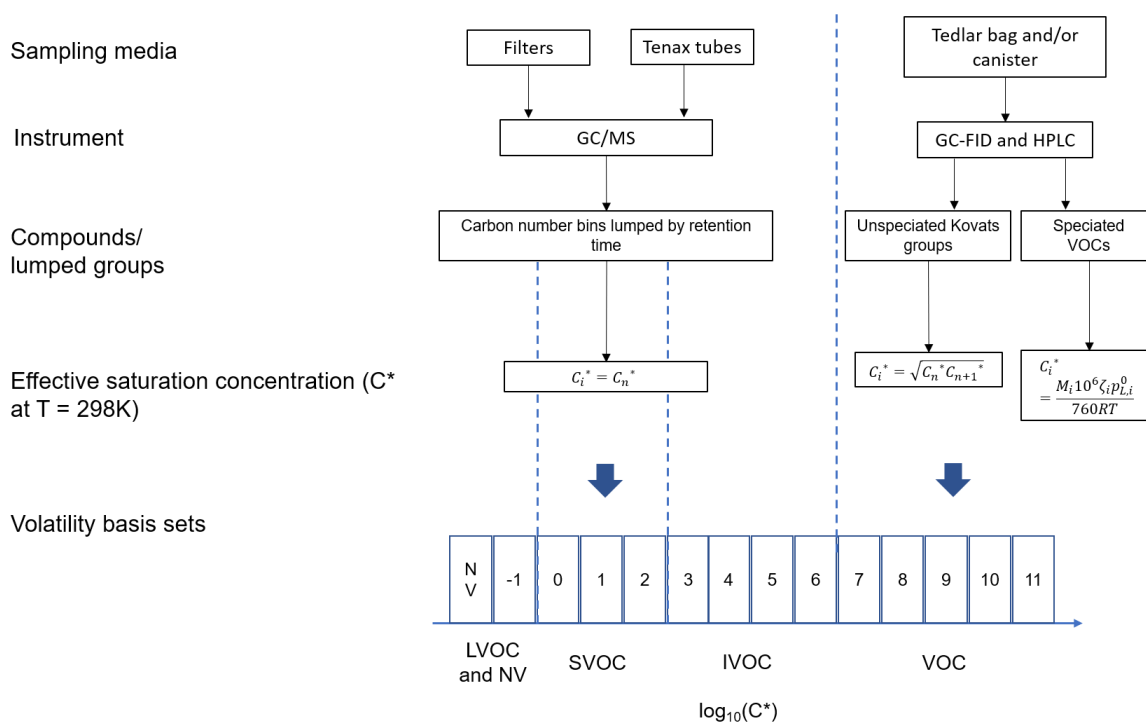 Sampling media
Filters
Tenax tubes
Tedlar bag and/or
canister
Instrument
GC/MS
GC-FID and HPLC
Compounds/
lumped groups
Carbon number bins lumped by retention
time
Unspeciated Kovats
groups
Speciated
VOCs
Effective saturation concentration (C*
at T = 298K)
C_i* = C_n*
C_i* = √(C_n* C_{n+1}*)
C_i*
= M_i 10^6 ζ_i p^0_{L,i} / 760RT
Volatility basis sets
N
V
-1
0
1
2
3
4
5
6
7
8
9
10
11
LVOC
and NV
SVOC
IVOC
VOC
log₁₀(C*)